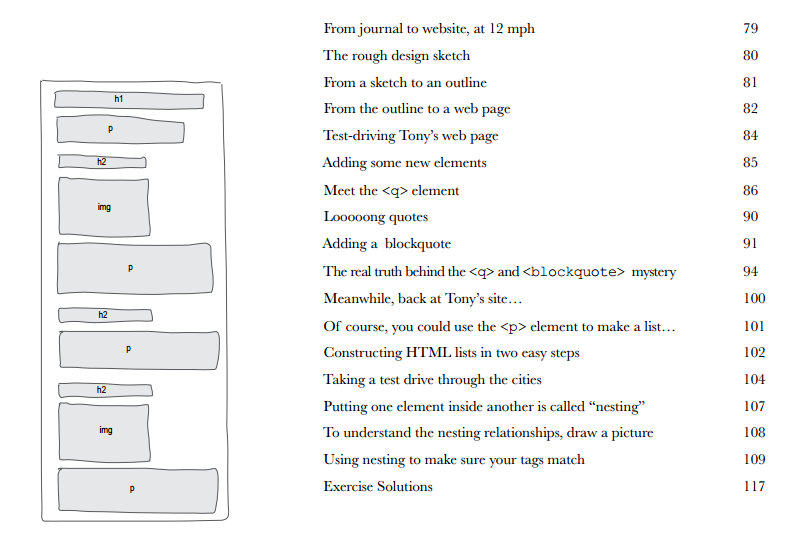 h1
p
h2
img
p
h2
p
h2
img
p
From journal to website, at 12 mph 79
The rough design sketch 80
From a sketch to an outline 81
From the outline to a web page 82
Test-driving Tony’s web page 84
Adding some new elements 85
Meet the <q> element 86
Looooong quotes 90
Adding a blockquote 91
The real truth behind the <q> and <blockquote> mystery 94
Meanwhile, back at Tony’s site… 100
Of course, you could use the <p> element to make a list… 101
Constructing HTML lists in two easy steps 102
Taking a test drive through the cities 104
Putting one element inside another is called “nesting” 107
To understand the nesting relationships, draw a picture 108
Using nesting to make sure your tags match 109
Exercise Solutions 117